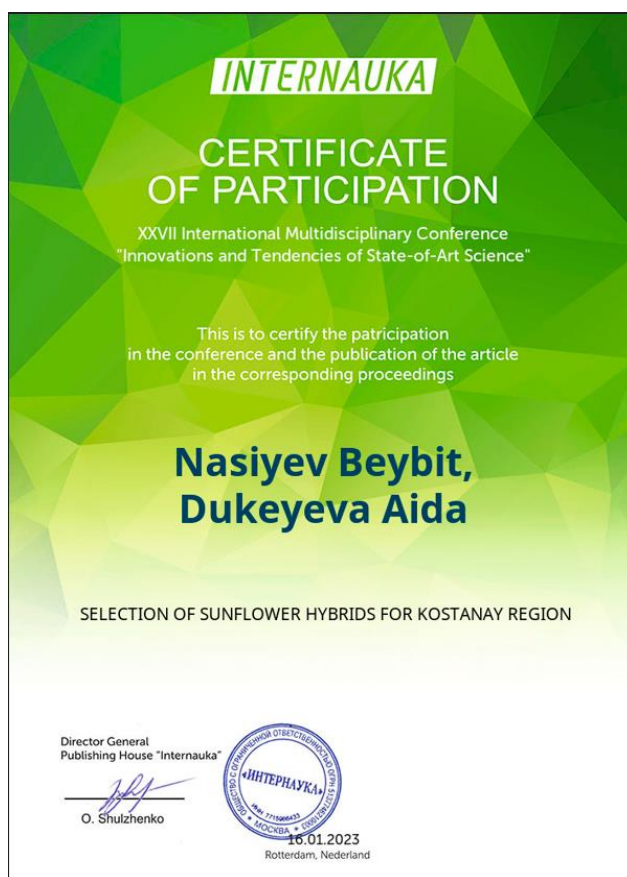 INTERNAUKA
CERTIFICATE
OF PARTICIPATION
XXVII International Multidisciplinary Conference
"Innovations and Tendencies of State-of-Art Science"
This is to certify the patricipation
in the conference and the publication of the article
in the corresponding proceedings
Nasiyev Beybit,
Dukeyeva Aida
SELECTION OF SUNFLOWER HYBRIDS FOR KOSTANAY REGION
Director General
Publishing House "Internauka"
O. Shulzhenko
ОБЩЕСТВО С ОГРАНИЧЕННОЙ ОТВЕТСТВЕННОСТЬЮ
«ИНТЕРНАУКА»
МОСКВА
16.01.2023
Rotterdam, Nederland